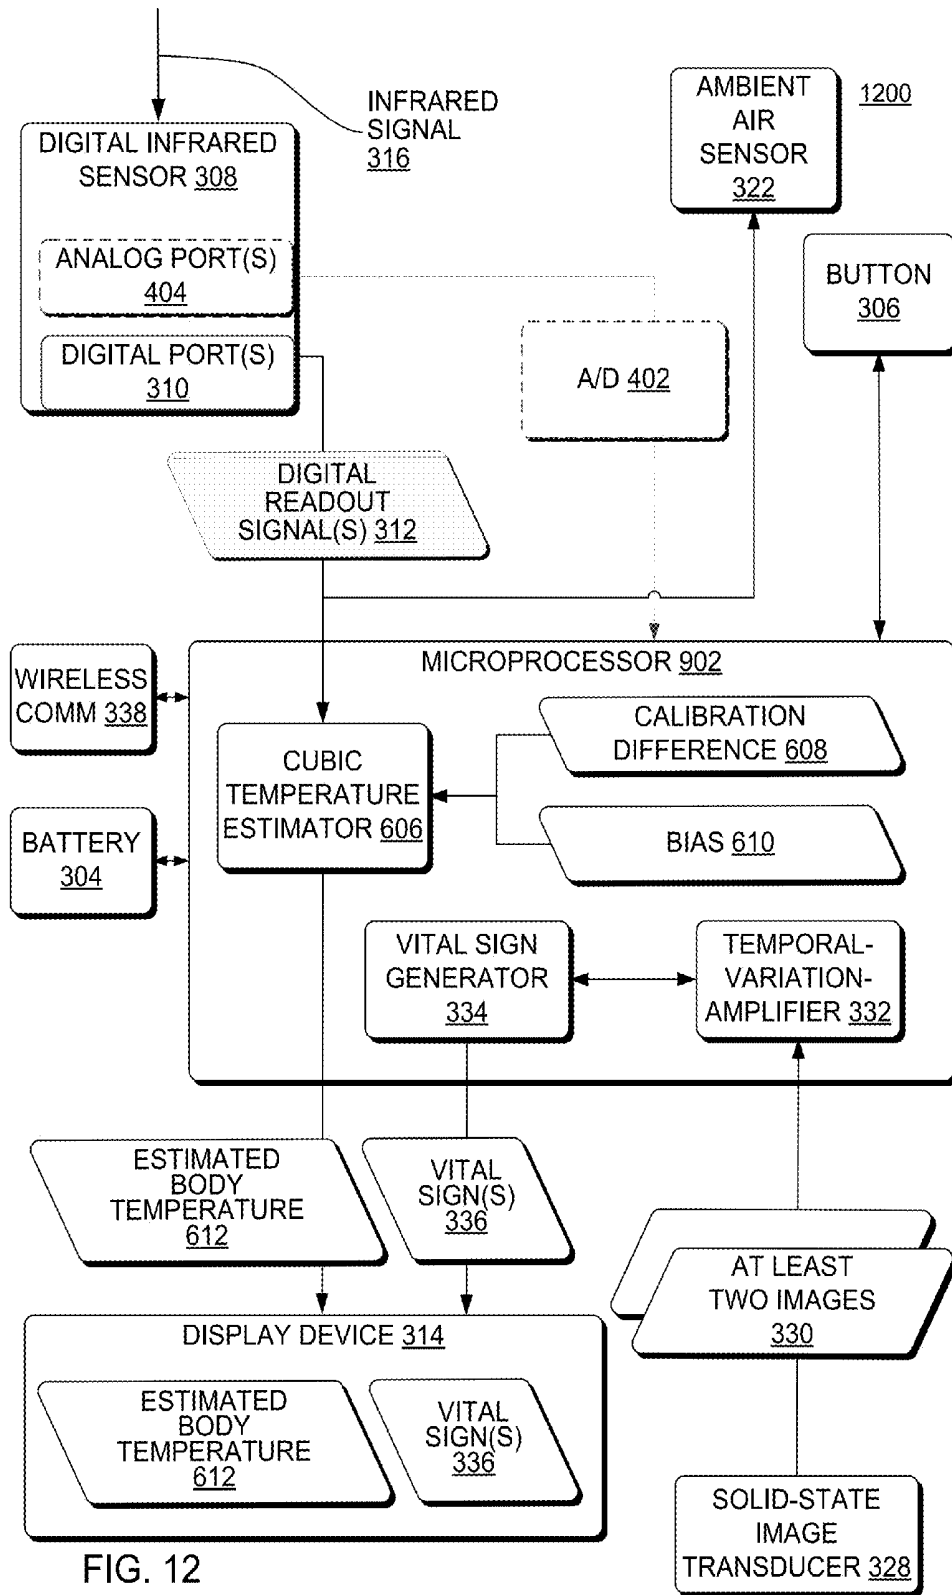 INFRARED
SIGNAL
316
DIGITAL INFRARED
SENSOR 308
ANALOG PORT(S)
404
DIGITAL PORT(S)
310
AMBIENT
AIR
SENSOR
322
1200
BUTTON
306
A/D 402
DIGITAL
READOUT
SIGNAL(S) 312
MICROPROCESSOR 902
WIRELESS
COMM 338
BATTERY
304
CUBIC
TEMPERATURE
ESTIMATOR 606
CALIBRATION
DIFFERENCE 608
BIAS 610
VITAL SIGN
GENERATOR
334
TEMPORAL-
VARIATION-
AMPLIFIER 332
ESTIMATED
BODY
TEMPERATURE
612
VITAL
SIGN(S)
336
AT LEAST
TWO IMAGES
330
DISPLAY DEVICE 314
ESTIMATED
BODY
TEMPERATURE
612
VITAL
SIGN(S)
336
SOLID-STATE
IMAGE
TRANSDUCER 328
FIG. 12